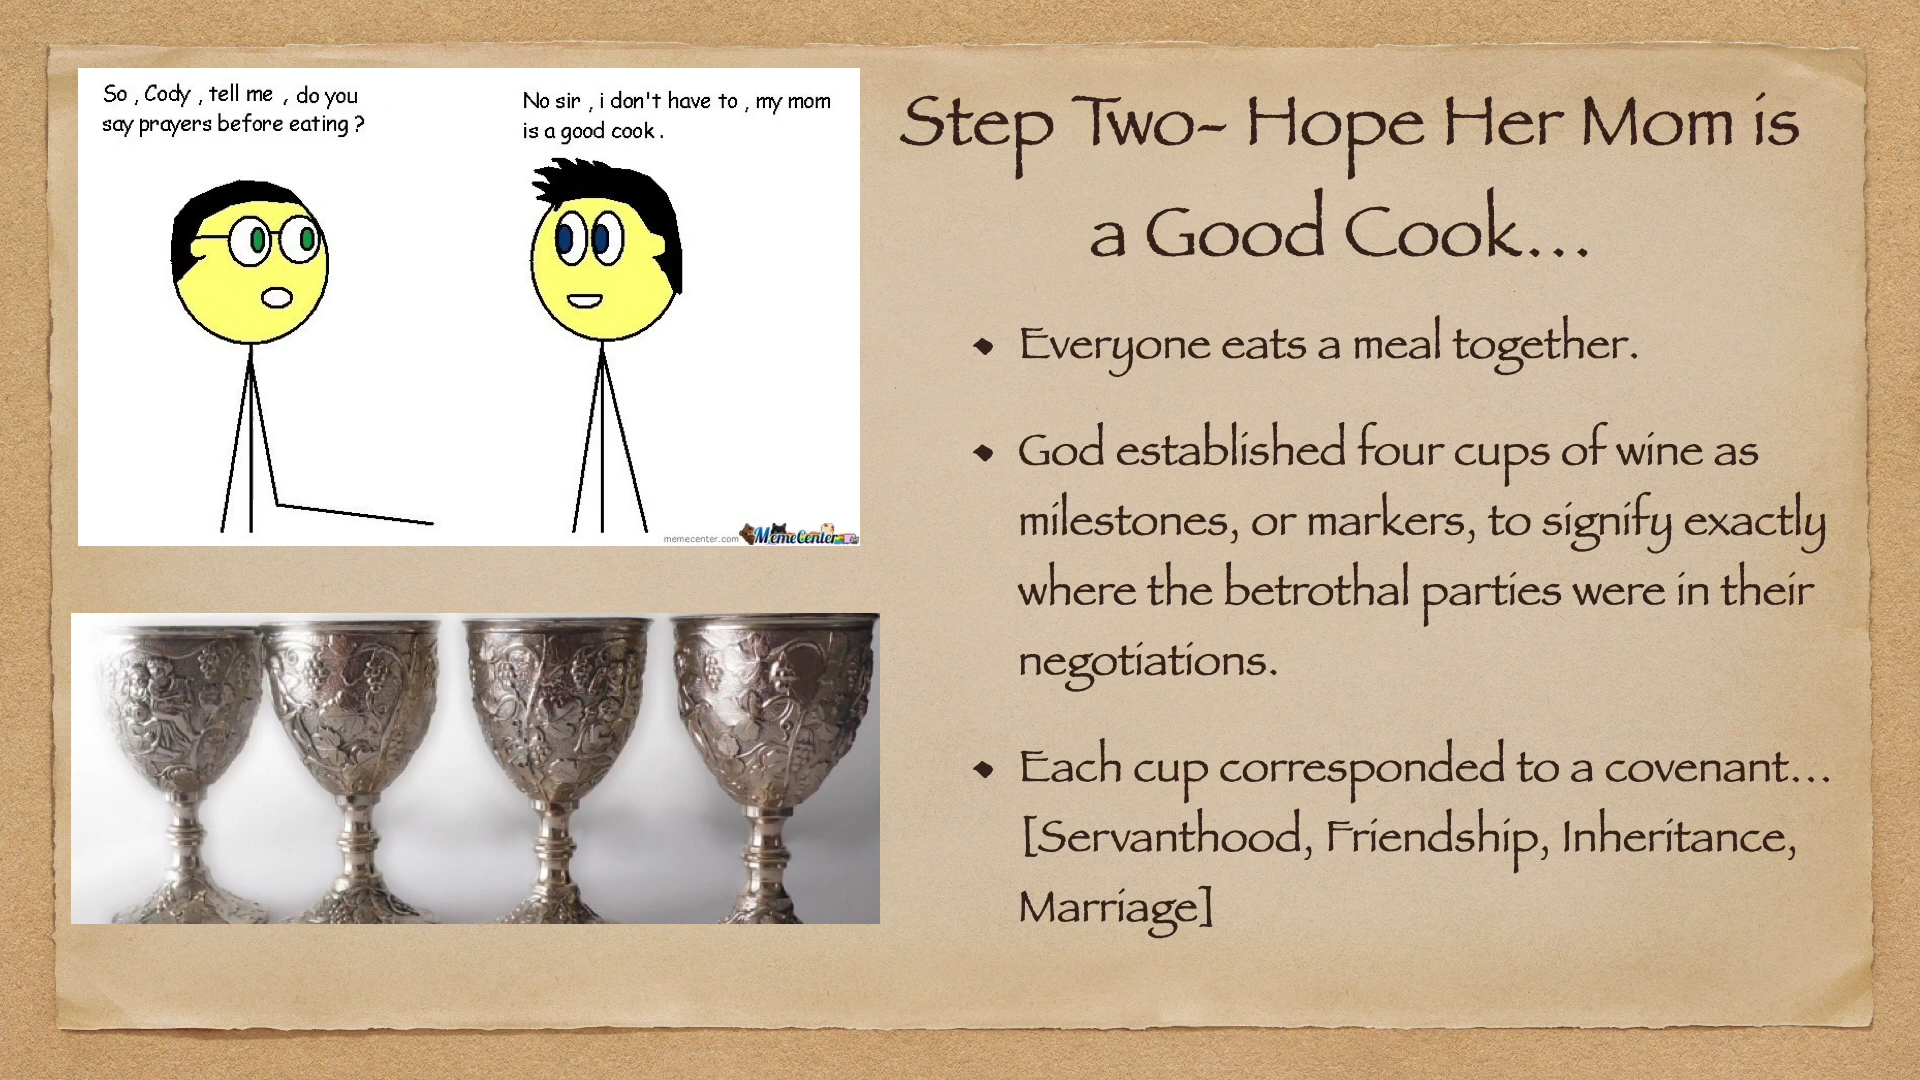 So , Cody , tell me , do you
say prayers before eating ?
No sir , i don't have to , my mom
is a good cook .
memecenter.com MemeCenter
Step Two- Hope Her Mom is
a Good Cook...
• Everyone eats a meal together.
• God established four cups of wine as
milestones, or markers, to signify exactly
where the betrothal parties were in their
negotiations.
• Each cup corresponded to a covenant...
[Servanthood, Friendship, Inheritance,
Marriage]